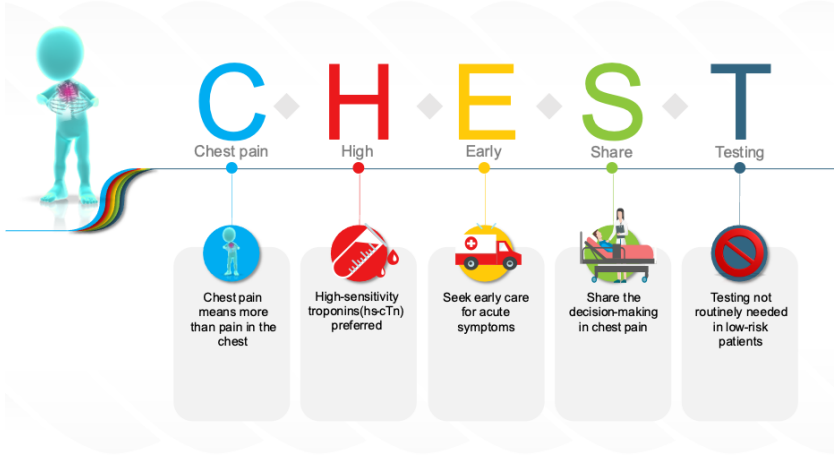 C H E S T
Chest pain High Early Share Testing
Chest pain
means more
than pain in the
chest
High-sensitivity
troponins(hs-cTn)
preferred
Seek early care
for acute
symptoms
Share the
decision-making
in chest pain
Testing not
routinely needed
in low-risk
patients